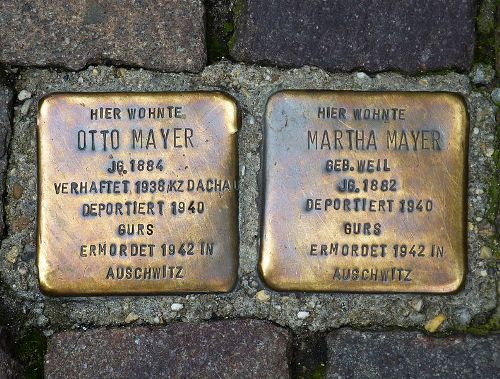 HIER WOHNTE
OTTO MAYER
JG. 1884
VERHAFTET 1938/KZ DACHAU
DEPORTIERT 1940
GURS
ERMORDET 1942 IN
AUSCHWITZ
HIER WOHNTE
MARTHA MAYER
GEB. WEIL
JG. 1882
DEPORTIERT 1940
GURS
ERMORDET 1942 IN
AUSCHWITZ